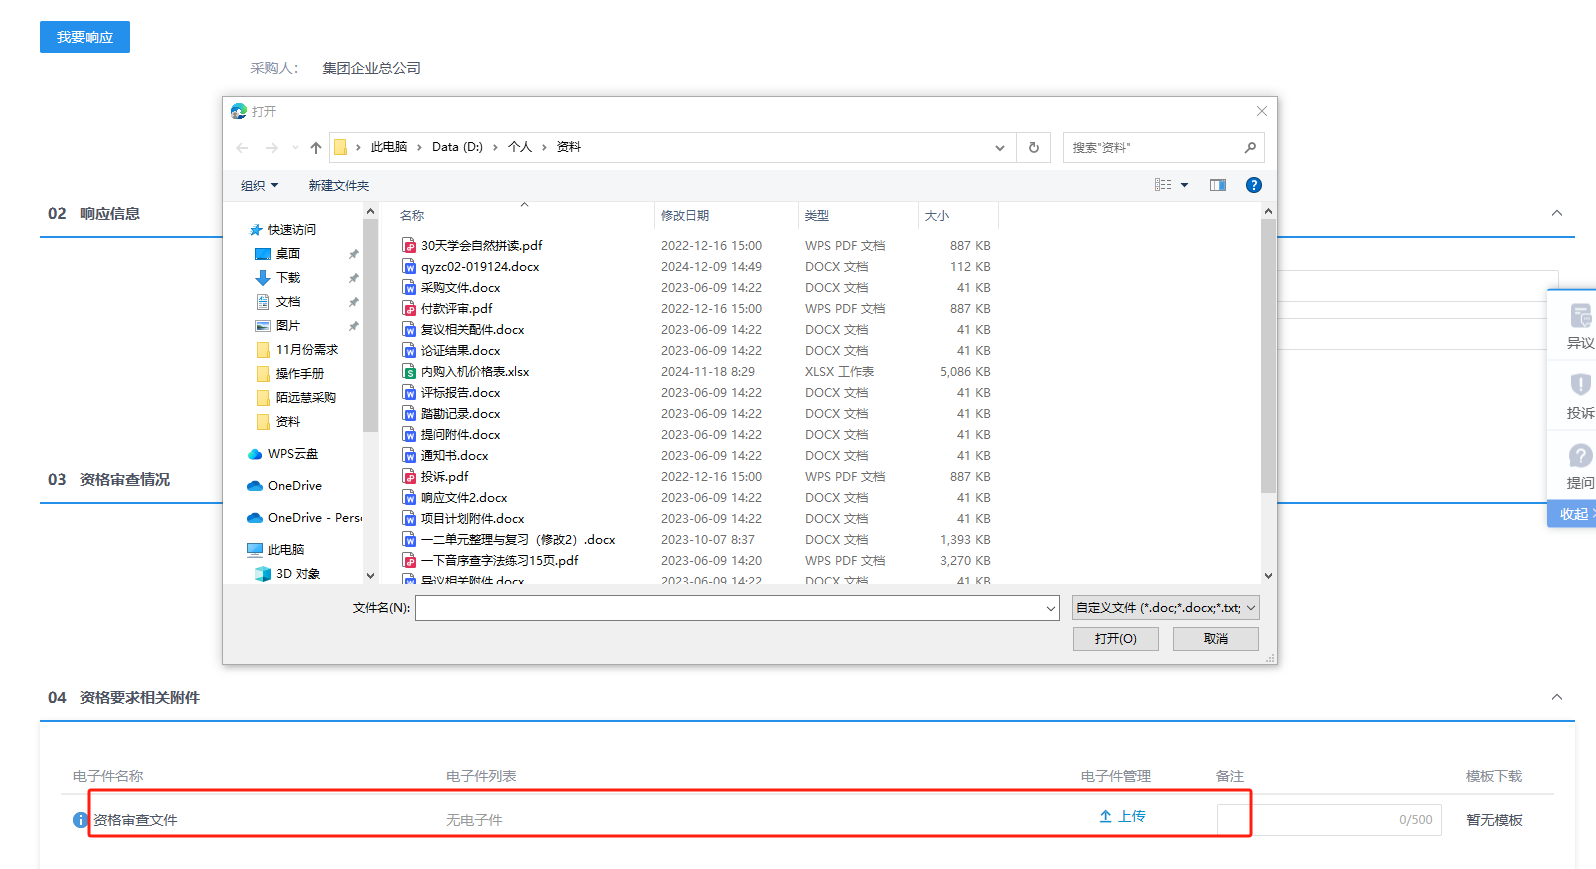 我要响应
采购人： 集团企业总公司
打开
此电脑 Data (D:) 个人 资料
搜索"资料"
组织 新建文件夹
02 响应信息
03 资格审查情况
快速访问
桌面
下载
文档
图片
11月份需求
操作手册
陌远慧采购
资料
WPS云盘
OneDrive
OneDrive - Pers
此电脑
3D 对象
名称 修改日期 类型 大小
30天学会自然拼读.pdf 2022-12-16 15:00 WPS PDF 文档 887 KB
qyzc02-019124.docx 2024-12-09 14:49 DOCX 文档 112 KB
采购文件.docx 2023-06-09 14:22 DOCX 文档 41 KB
付款评审.pdf 2022-12-16 15:00 WPS PDF 文档 887 KB
复议相关配件.docx 2023-06-09 14:22 DOCX 文档 41 KB
论证结果.docx 2023-06-09 14:22 DOCX 文档 41 KB
内购入机价格表.xlsx 2024-11-18 8:29 XLSX 工作表 5,086 KB
评标报告.docx 2023-06-09 14:22 DOCX 文档 41 KB
踏勘记录.docx 2023-06-09 14:22 DOCX 文档 41 KB
提问附件.docx 2023-06-09 14:22 DOCX 文档 41 KB
通知书.docx 2023-06-09 14:22 DOCX 文档 41 KB
投诉.pdf 2022-12-16 15:00 WPS PDF 文档 887 KB
响应文件2.docx 2023-06-09 14:22 DOCX 文档 41 KB
项目计划附件.docx 2023-06-09 14:22 DOCX 文档 41 KB
一二单元整理与复习（修改2）.docx 2023-10-07 8:37 DOCX 文档 1,393 KB
一下音序查字法练习15页.pdf 2023-06-09 14:20 WPS PDF 文档 3,270 KB
异议相关附件.docx 2023-06-09 14:22 DOCX 文档 41 KB
文件名(N):
自定义文件 (*.doc;*.docx;*.txt;
打开(O) 取消
异议
投诉
提问
收起
04 资格要求相关附件
电子件名称 电子件列表 电子件管理 备注 模板下载
资格审查文件 无电子件 上传 0/500 暂无模板